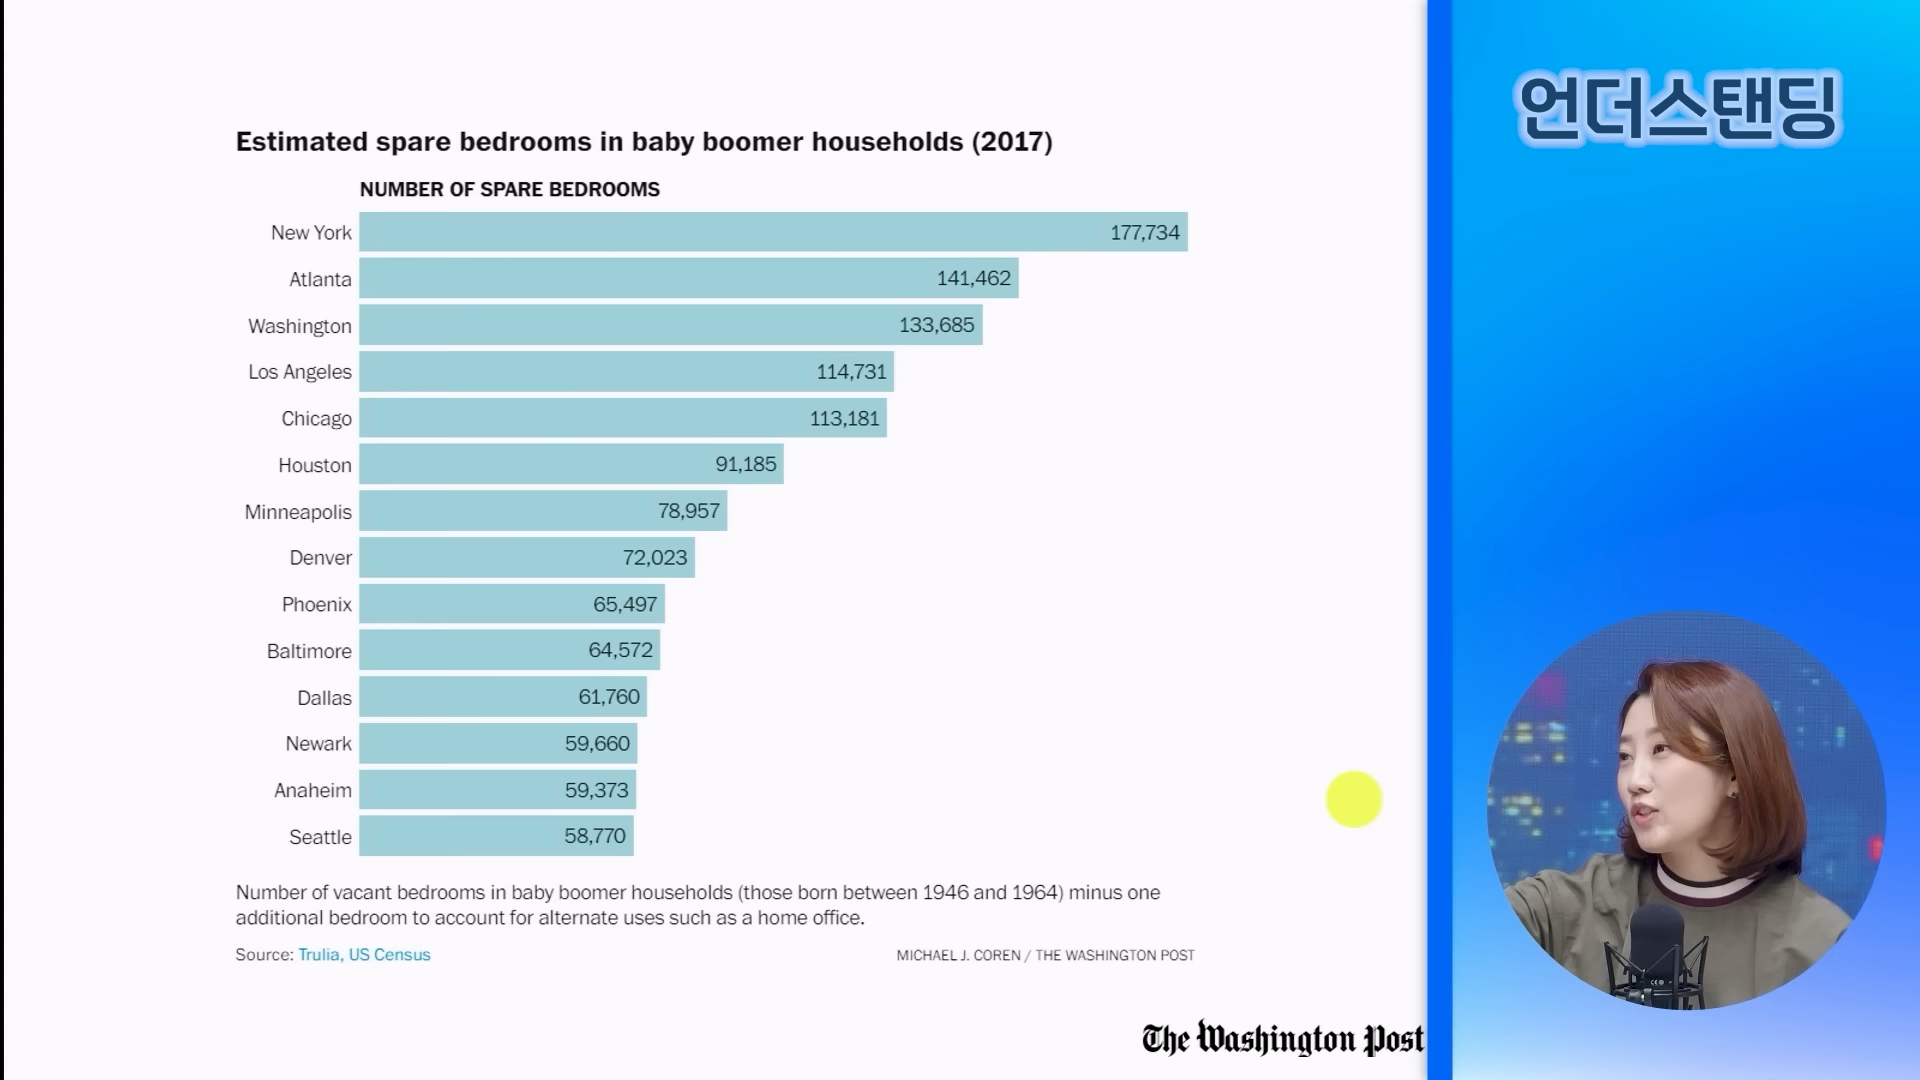 언더스탠딩
Estimated spare bedrooms in baby boomer households (2017)
NUMBER OF SPARE BEDROOMS
New York 177,734
Atlanta 141,462
Washington 133,685
Los Angeles 114,731
Chicago 113,181
Houston 91,185
Minneapolis 78,957
Denver 72,023
Phoenix 65,497
Baltimore 64,572
Dallas 61,760
Newark 59,660
Anaheim 59,373
Seattle 58,770
Number of vacant bedrooms in baby boomer households (those born between 1946 and 1964) minus one
additional bedroom to account for alternate uses such as a home office.
Source: Trulia, US Census
MICHAEL J. COREN / THE WASHINGTON POST
The Washington Post